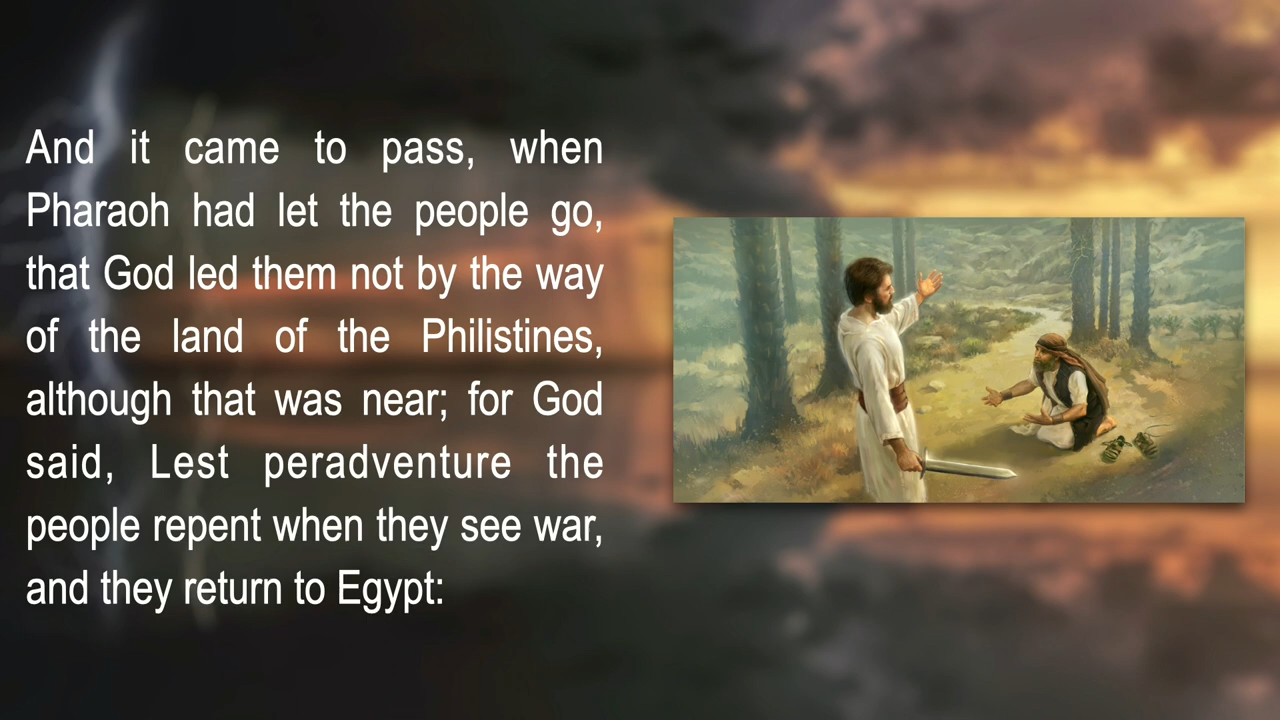 And it came to pass, when
Pharaoh had let the people go,
that God led them not by the way
of the land of the Philistines,
although that was near; for God
said, Lest peradventure the
people repent when they see war,
and they return to Egypt: